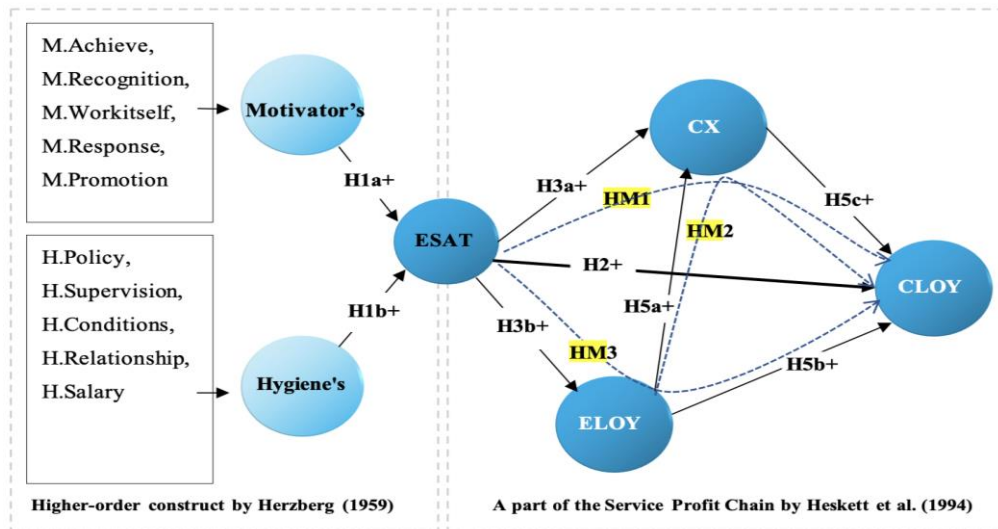 M.Achieve,
M.Recognition,
M.Workitself,
M.Response,
M.Promotion
Motivator's
H1a+
H.Policy,
H.Supervision,
H.Conditions,
H.Relationship,
H.Salary
Hygiene's
H1b+
ESAT
CX
H3a+
HM1
HM2
H5c+
H2+
CLOY
H5a+
H3b+
HM3
H5b+
ELOY
Higher-order construct by Herzberg (1959)
A part of the Service Profit Chain by Heskett et al. (1994)